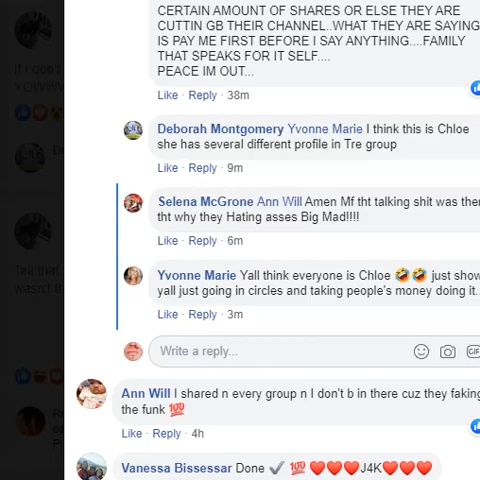 CERTAIN AMOUNT OF SHARES OR ELSE THEY ARE
CUTTIN GB THEIR CHANNEL..WHAT THEY ARE SAYING
IS PAY ME FIRST BEFORE I SAY ANYTHING....FAMILY
THAT SPEAKS FOR IT SELF....
PEACE IM OUT...
Like · Reply · 38m
Deborah Montgomery Yvonne Marie I think this is Chloe
she has several different profile in Tre group
Like · Reply · 9m
Selena McGrone Ann Will Amen Mf tht talking shit was
tht why they Hating asses Big Mad!!!!
Like · Reply · 6m
Yvonne Marie Yall think everyone is Chloe 🤣🤣 just
yall just going in circles and taking people's money doing it..
Like · Reply · 3m
Write a reply...
GIF
Ann Will I shared n every group n I don't b in there cuz they faking
the funk 💯
Like · Reply · 4h
Vanessa Bissessar Done ✔ 💯 ❤❤❤J4K❤❤❤